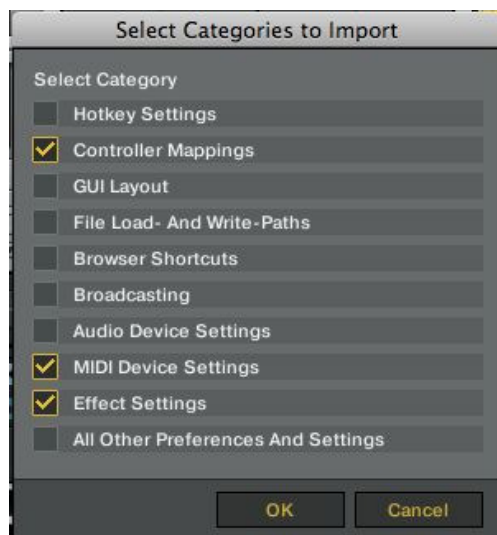 Select Categories to Import
Select Category
Hotkey Settings
Controller Mappings
GUI Layout
File Load- And Write-Paths
Browser Shortcuts
Broadcasting
Audio Device Settings
MIDI Device Settings
Effect Settings
All Other Preferences And Settings
OK Cancel